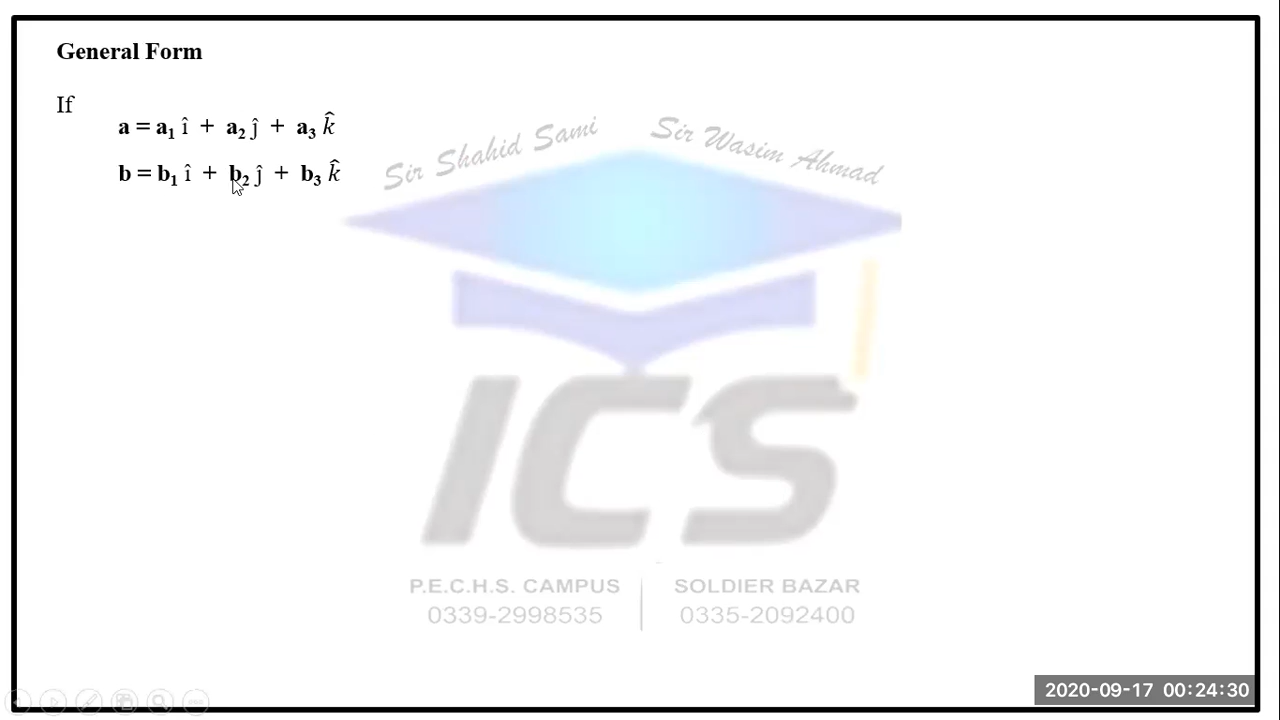 General Form
If
a = a₁ î + a₂ ĵ + a₃ k̂
b = b₁ î + b₂ ĵ + b₃ k̂
Sir Shahid Sami Sir Wasim Ahmad
ICS
P.E.C.H.S. CAMPUS SOLDIER BAZAR
0339-2998535 0335-2092400
2020-09-17 00:24:30